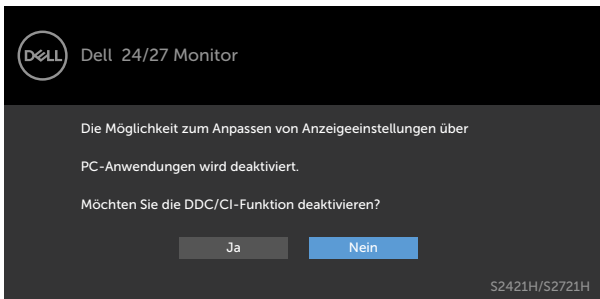 DELL
Dell 24/27 Monitor
Die Möglichkeit zum Anpassen von Anzeigeeinstellungen über
PC-Anwendungen wird deaktiviert.
Möchten Sie die DDC/CI-Funktion deaktivieren?
Ja
Nein
S2421H/S2721H